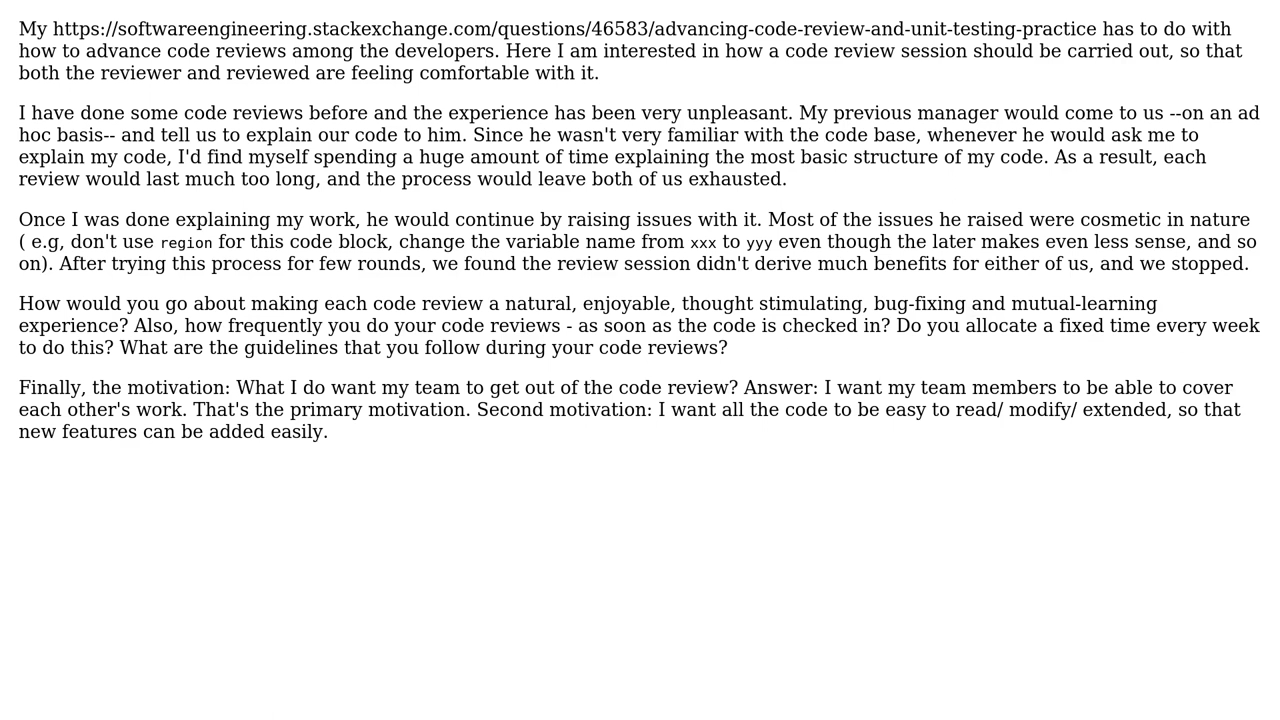 My https://softwareengineering.stackexchange.com/questions/46583/advancing-code-review-and-unit-testing-practice has to do with
how to advance code reviews among the developers. Here I am interested in how a code review session should be carried out, so that
both the reviewer and reviewed are feeling comfortable with it.
I have done some code reviews before and the experience has been very unpleasant. My previous manager would come to us --on an ad
hoc basis-- and tell us to explain our code to him. Since he wasn't very familiar with the code base, whenever he would ask me to
explain my code, I'd find myself spending a huge amount of time explaining the most basic structure of my code. As a result, each
review would last much too long, and the process would leave both of us exhausted.
Once I was done explaining my work, he would continue by raising issues with it. Most of the issues he raised were cosmetic in nature
( e.g, don't use region for this code block, change the variable name from xxx to yyy even though the later makes even less sense, and so
on). After trying this process for few rounds, we found the review session didn't derive much benefits for either of us, and we stopped.
How would you go about making each code review a natural, enjoyable, thought stimulating, bug-fixing and mutual-learning
experience? Also, how frequently you do your code reviews - as soon as the code is checked in? Do you allocate a fixed time every week
to do this? What are the guidelines that you follow during your code reviews?
Finally, the motivation: What I do want my team to get out of the code review? Answer: I want my team members to be able to cover
each other's work. That's the primary motivation. Second motivation: I want all the code to be easy to read/ modify/ extended, so that
new features can be added easily.